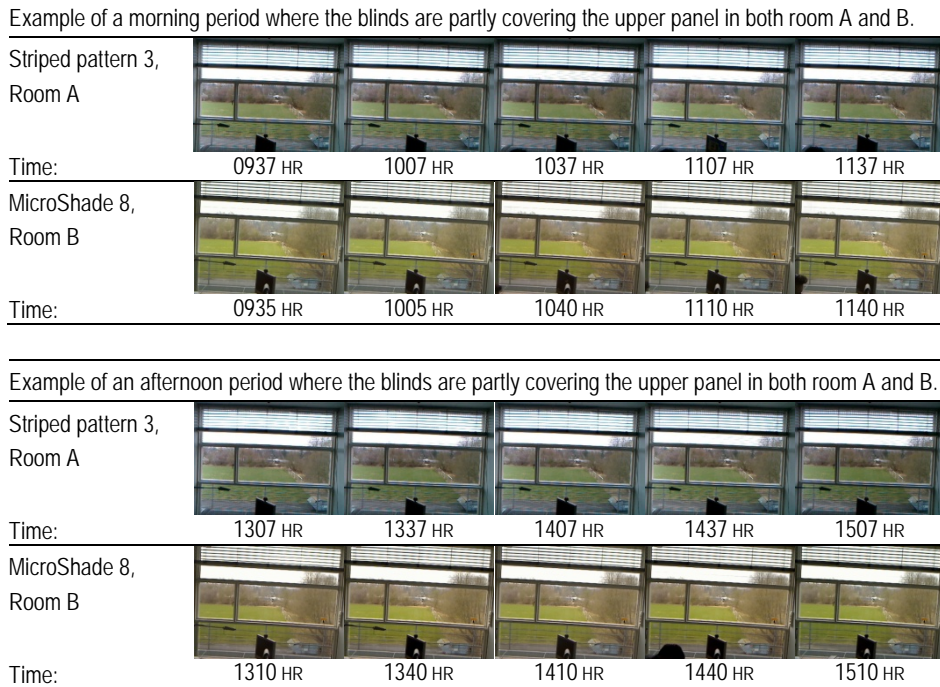 Example of a morning period where the blinds are partly covering the upper panel in both room A and B.
Striped pattern 3,
Room A
Time: 0937 HR 1007 HR 1037 HR 1107 HR 1137 HR
MicroShade 8,
Room B
Time: 0935 HR 1005 HR 1040 HR 1110 HR 1140 HR
Example of an afternoon period where the blinds are partly covering the upper panel in both room A and B.
Striped pattern 3,
Room A
Time: 1307 HR 1337 HR 1407 HR 1437 HR 1507 HR
MicroShade 8,
Room B
Time: 1310 HR 1340 HR 1410 HR 1440 HR 1510 HR